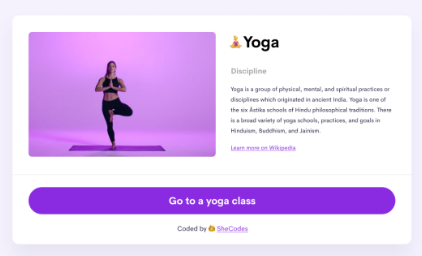 Yoga
Discipline
Yoga is a group of physical, mental, and spiritual practices or
disciplines which originated in ancient India. Yoga is one of
the six Āstika schools of Hindu philosophical traditions. There
is a broad variety of yoga schools, practices, and goals in
Hinduism, Buddhism, and Jainism.
Learn more on Wikipedia
Go to a yoga class
Coded by SheCodes